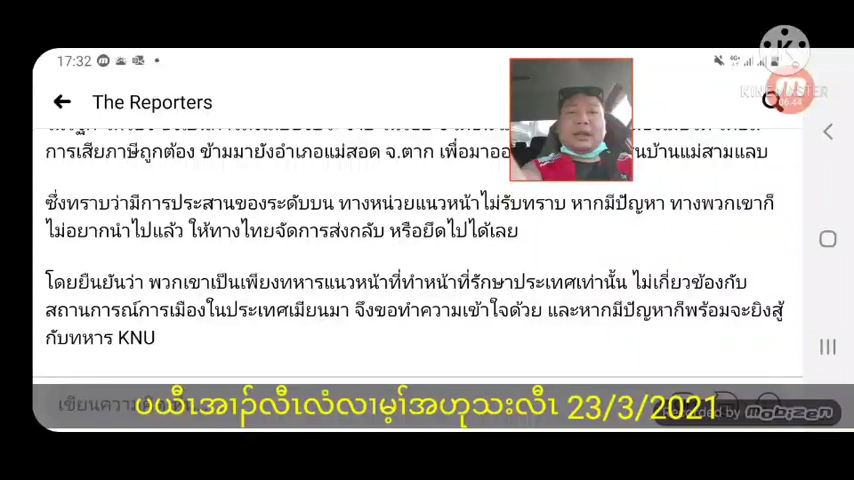 17:32
The Reporters
KINEMASTER
06:44
การเสียภาษีถูกต้อง ข้ามมายังอำเภอแม่สอด จ.ตาก เพื่อมาออ นบ้านแม่สามแลบ
ซึ่งทราบว่ามีการประสานของระดับบน ทางหน่วยแนวหน้าไม่รับทราบ หากมีปัญหา ทางพวกเขาก็
ไม่อยากนำไปแล้ว ให้ทางไทยจัดการส่งกลับ หรือยึดไปได้เลย
โดยยืนยันว่า พวกเขาเป็นเพียงทหารแนวหน้าที่ทำหน้าที่รักษาประเทศเท่านั้น ไม่เกี่ยวข้องกับ
สถานการณ์การเมืองในประเทศเมียนมา จึงขอทำความเข้าใจด้วย และหากมีปัญหาก็พร้อมจะยิงสู้
กับทหาร KNU
23/3/2021
Recorded by mobizen